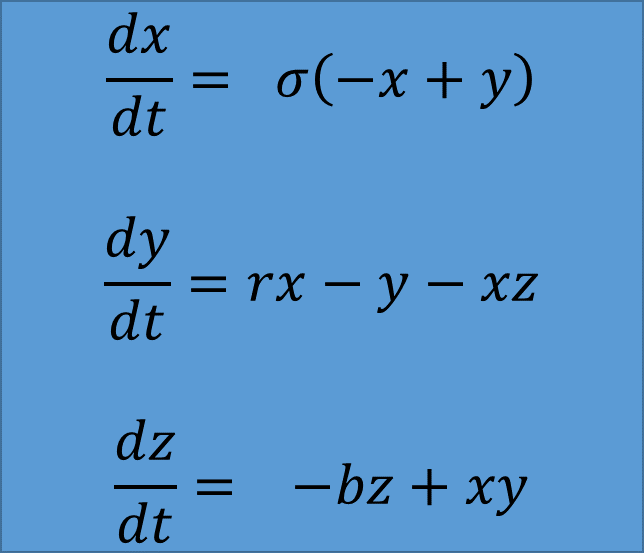 dx/dt = σ(−x + y)
dy/dt = rx − y − xz
dz/dt = −bz + xy